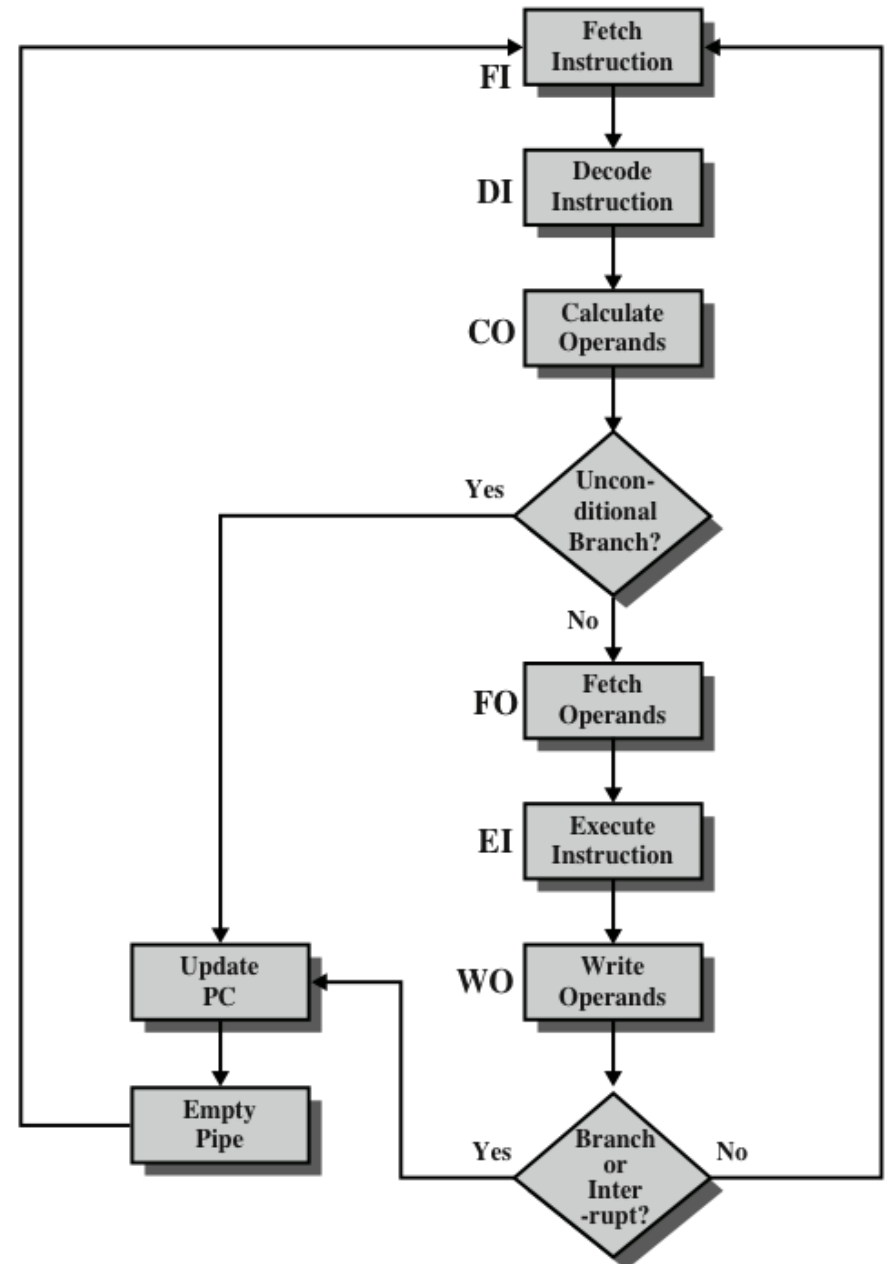 Fetch
Instruction
FI
Decode
Instruction
DI
Calculate
Operands
CO
Yes
Uncon-
ditional
Branch?
No
Fetch
Operands
FO
Execute
Instruction
EI
Update
PC
Write
Operands
WO
Empty
Pipe
Yes
Branch
or
Inter
-rupt?
No